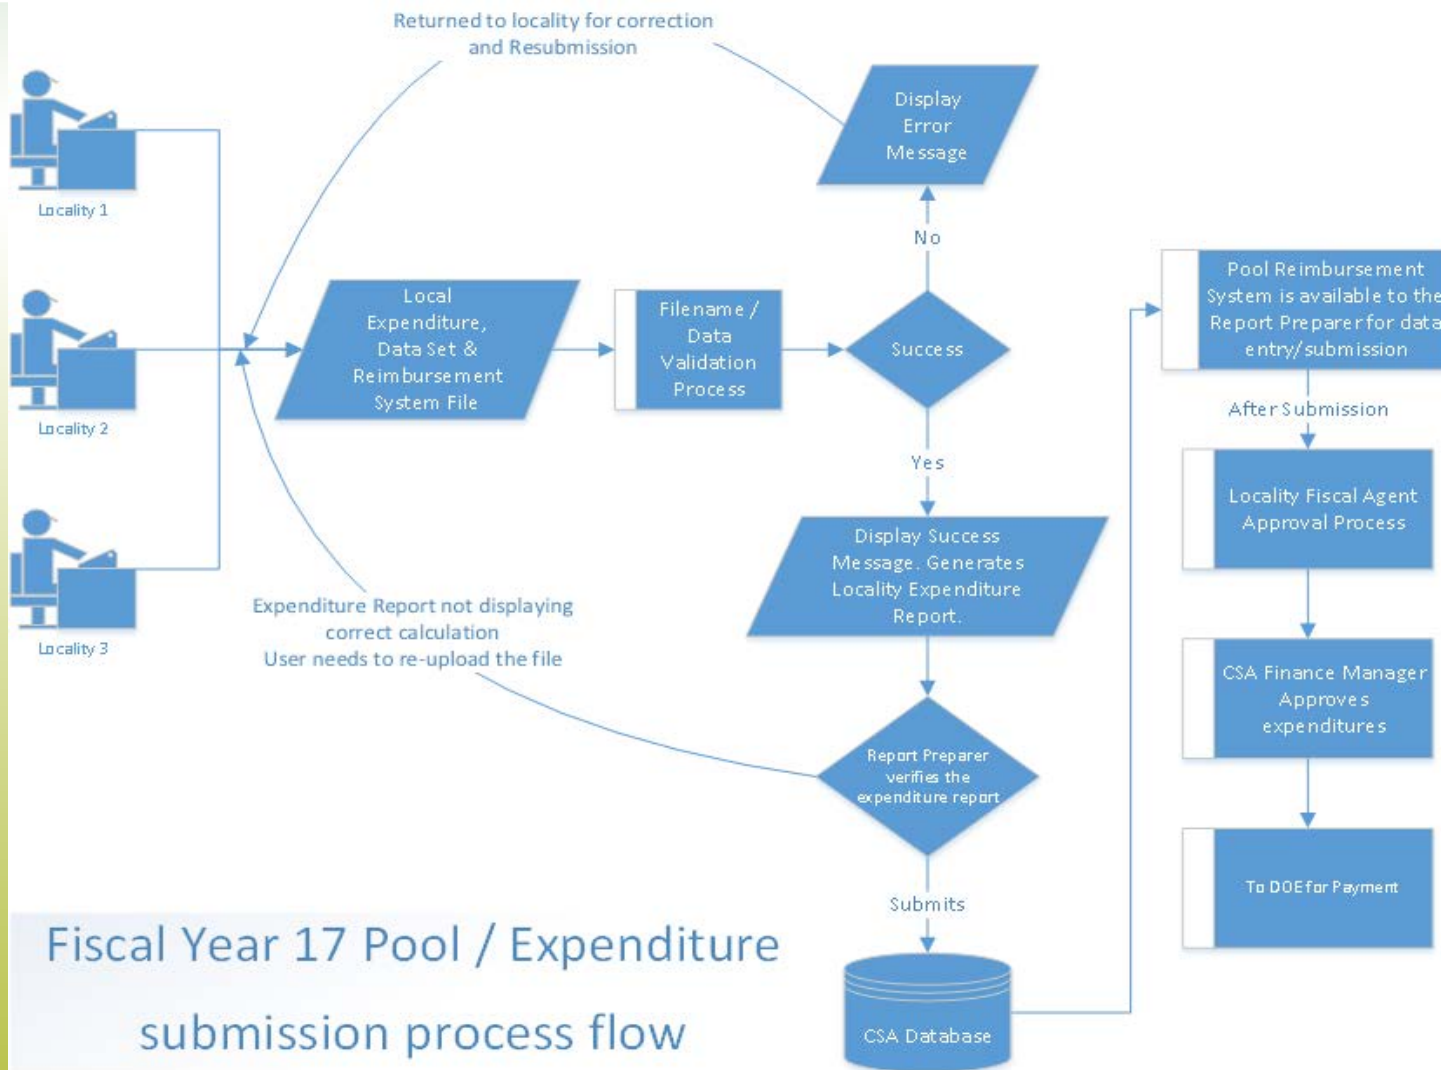 Returned to locality for correction
and Resubmission
Display
Error
Message
Locality 1
No
Pool Reimbursement
System is available to the
Report Preparer for data
entry/submission
Local
Expenditure,
Data Set &
Reimbursement
System File
Filename /
Data
Validation
Process
Success
After Submission
Locality 2
Yes
Locality Fiscal Agent
Approval Process
Display Success
Message. Generates
Locality Expenditure
Report.
Expenditure Report not displaying
correct calculation
User needs to re-upload the file
Locality 3
CSA Finance Manager
Approves
expenditures
Report Preparer
verifies the
expenditure report
To DOE for Payment
Submits
Fiscal Year 17 Pool / Expenditure
submission process flow
CSA Database